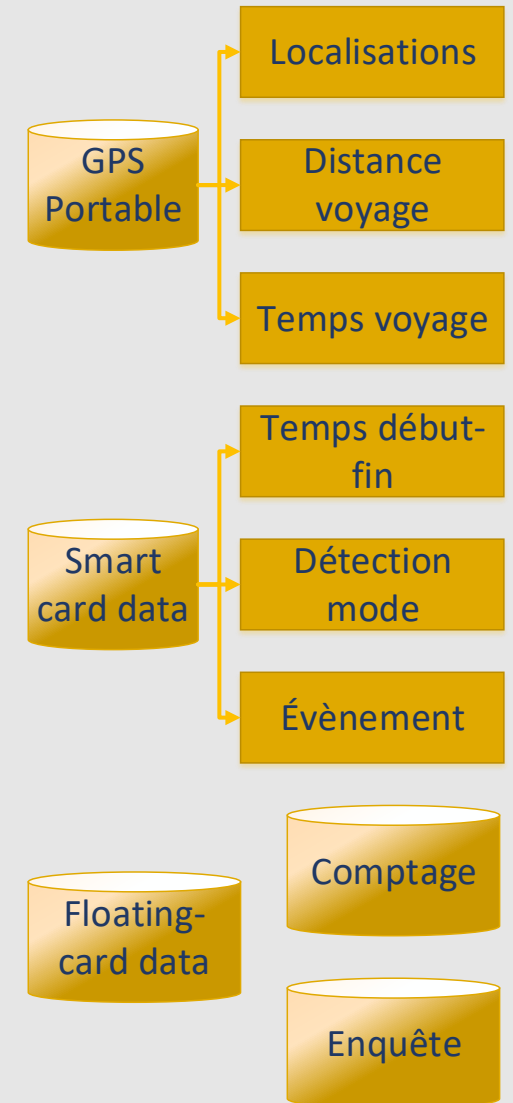 Localisations
GPS
Portable
Distance
voyage
Temps voyage
Temps début-
fin
Smart
card data
Détection
mode
Évènement
Comptage
Floating-
card data
Enquête